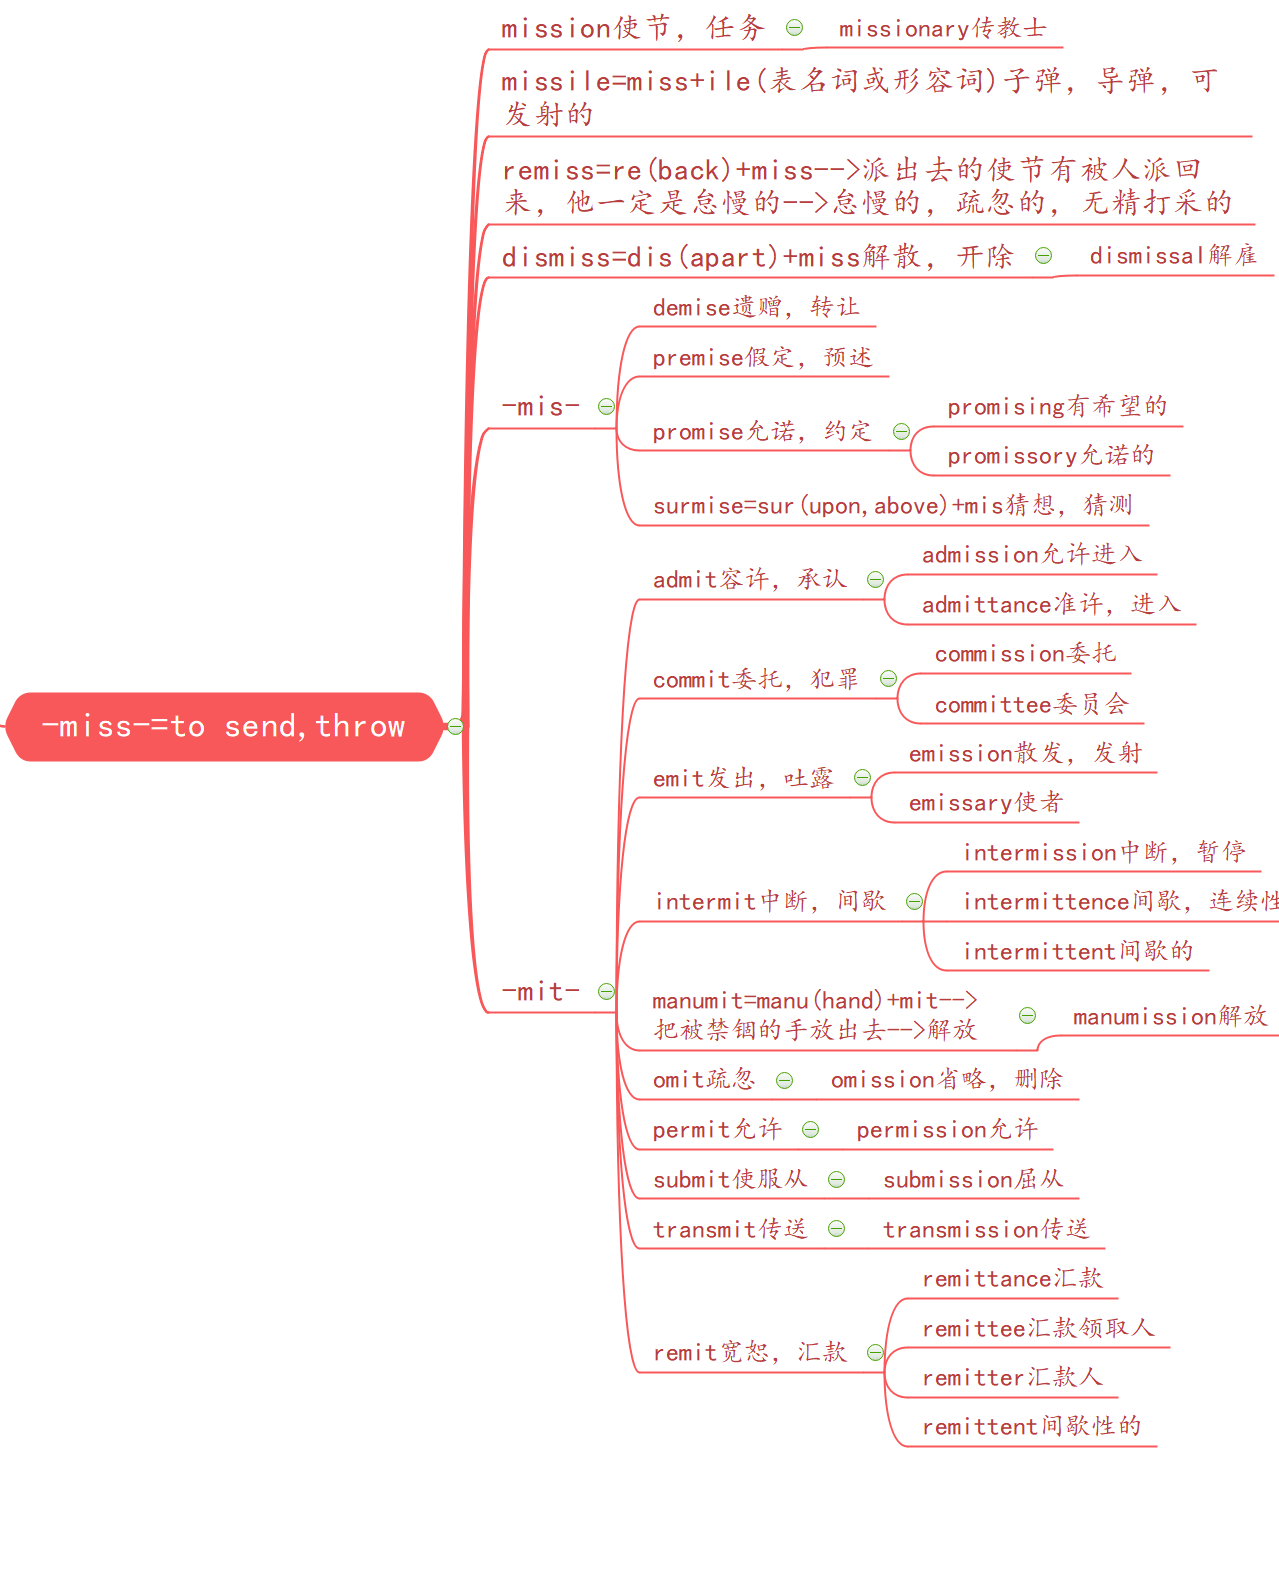 mission使节，任务
missionary传教士
missile=miss+ile(表名词或形容词)子弹，导弹，可
发射的
remiss=re(back)+miss-->派出去的使节有被人派回
来，他一定是怠慢的-->怠慢的，疏忽的，无精打采的
dismiss=dis(apart)+miss解散，开除
dismissal解雇
-mis-
demise遗赠，转让
premise假定，预述
promise允诺，约定
promising有希望的
promissory允诺的
surmise=sur(upon,above)+mis猜想，猜测
-miss-=to send,throw
-mit-
admit容许，承认
admission允许进入
admittance准许，进入
commit委托，犯罪
commission委托
committee委员会
emit发出，吐露
emission散发，发射
emissary使者
intermit中断，间歇
intermission中断，暂停
intermittence间歇，连续性
intermittent间歇的
manumit=manu(hand)+mit-->
把被禁锢的手放出去-->解放
manumission解放
omit疏忽
omission省略，删除
permit允许
permission允许
submit使服从
submission屈从
transmit传送
transmission传送
remit宽恕，汇款
remittance汇款
remittee汇款领取人
remitter汇款人
remittent间歇性的